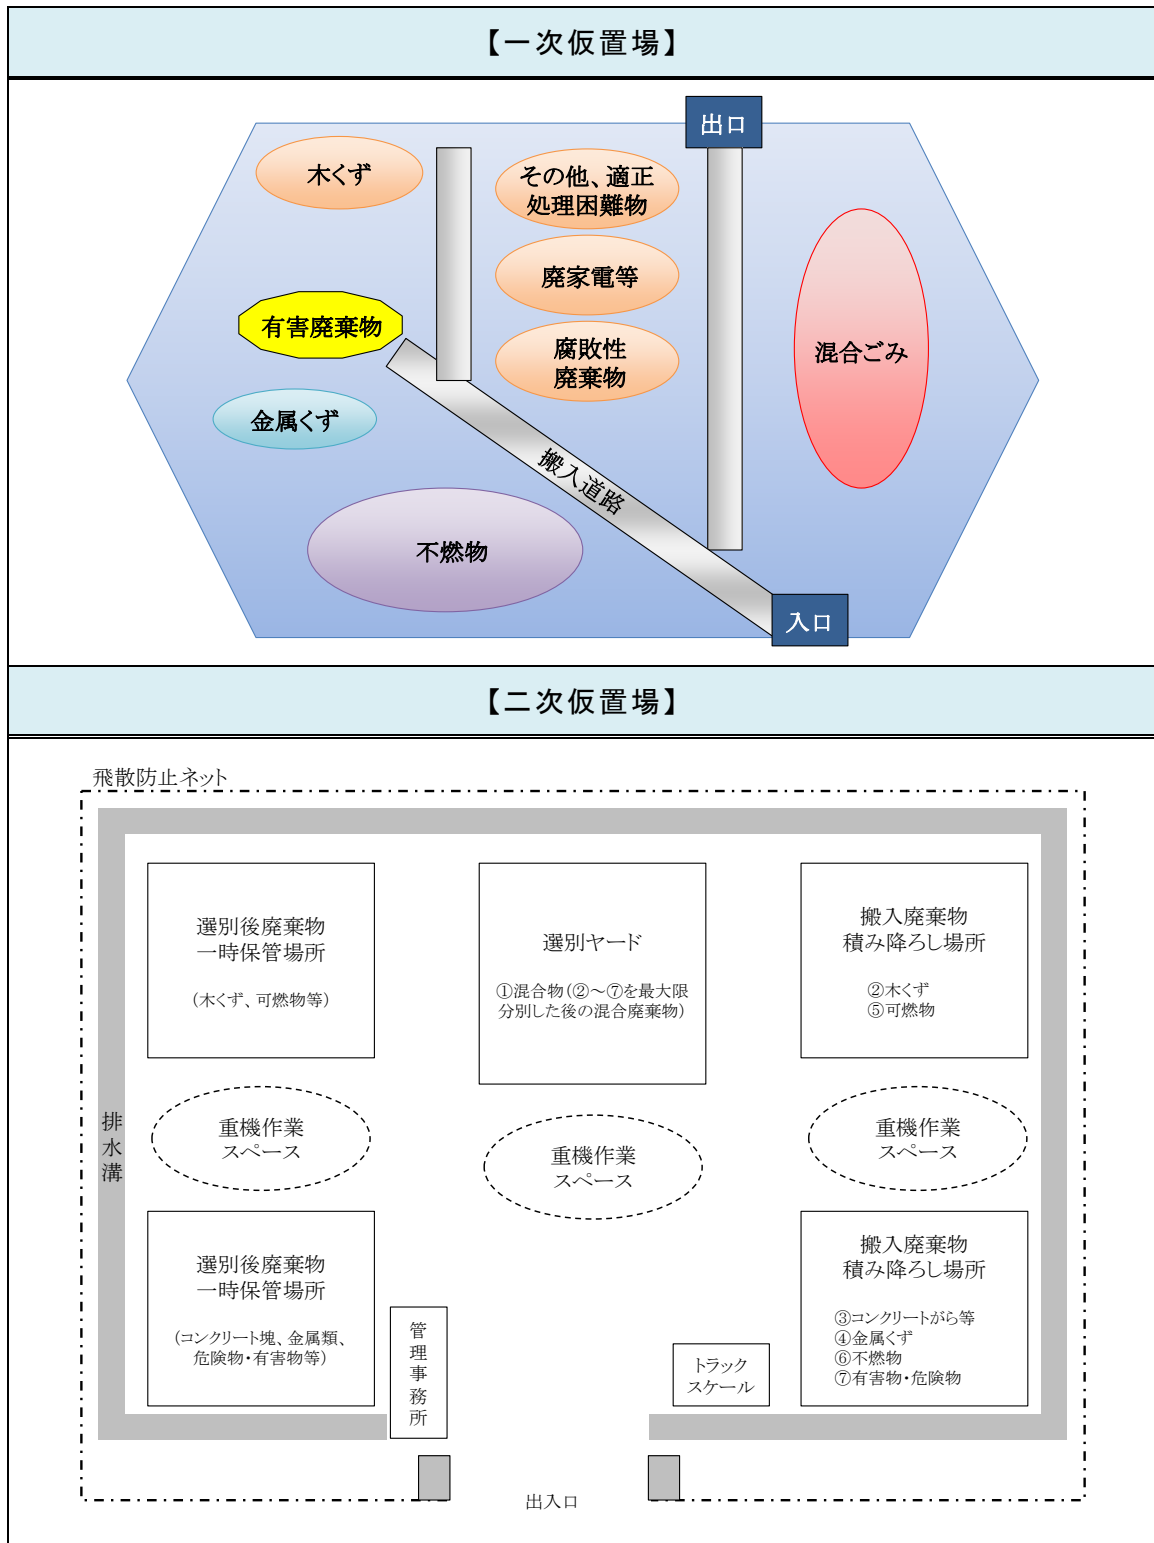 【一次仮置場】
出口
木くず
その他、適正
処理困難物
廃家電等
有害廃棄物
腐敗性
廃棄物
混合ごみ
金属くず
搬入道路
不燃物
入口
【二次仮置場】
飛散防止ネット
選別後廃棄物
一時保管場所
（木くず、可燃物等）
選別ヤード
①混合物（②～⑦を最大限
分別した後の混合廃棄物）
搬入廃棄物
積み降ろし場所
②木くず
⑤可燃物
排水溝
重機作業
スペース
重機作業
スペース
重機作業
スペース
選別後廃棄物
一時保管場所
（コンクリート塊、金属類、
危険物・有害物等）
管理事務所
トラック
スケール
搬入廃棄物
積み降ろし場所
③コンクリートがら等
④金属くず
⑥不燃物
⑦有害物・危険物
出入口